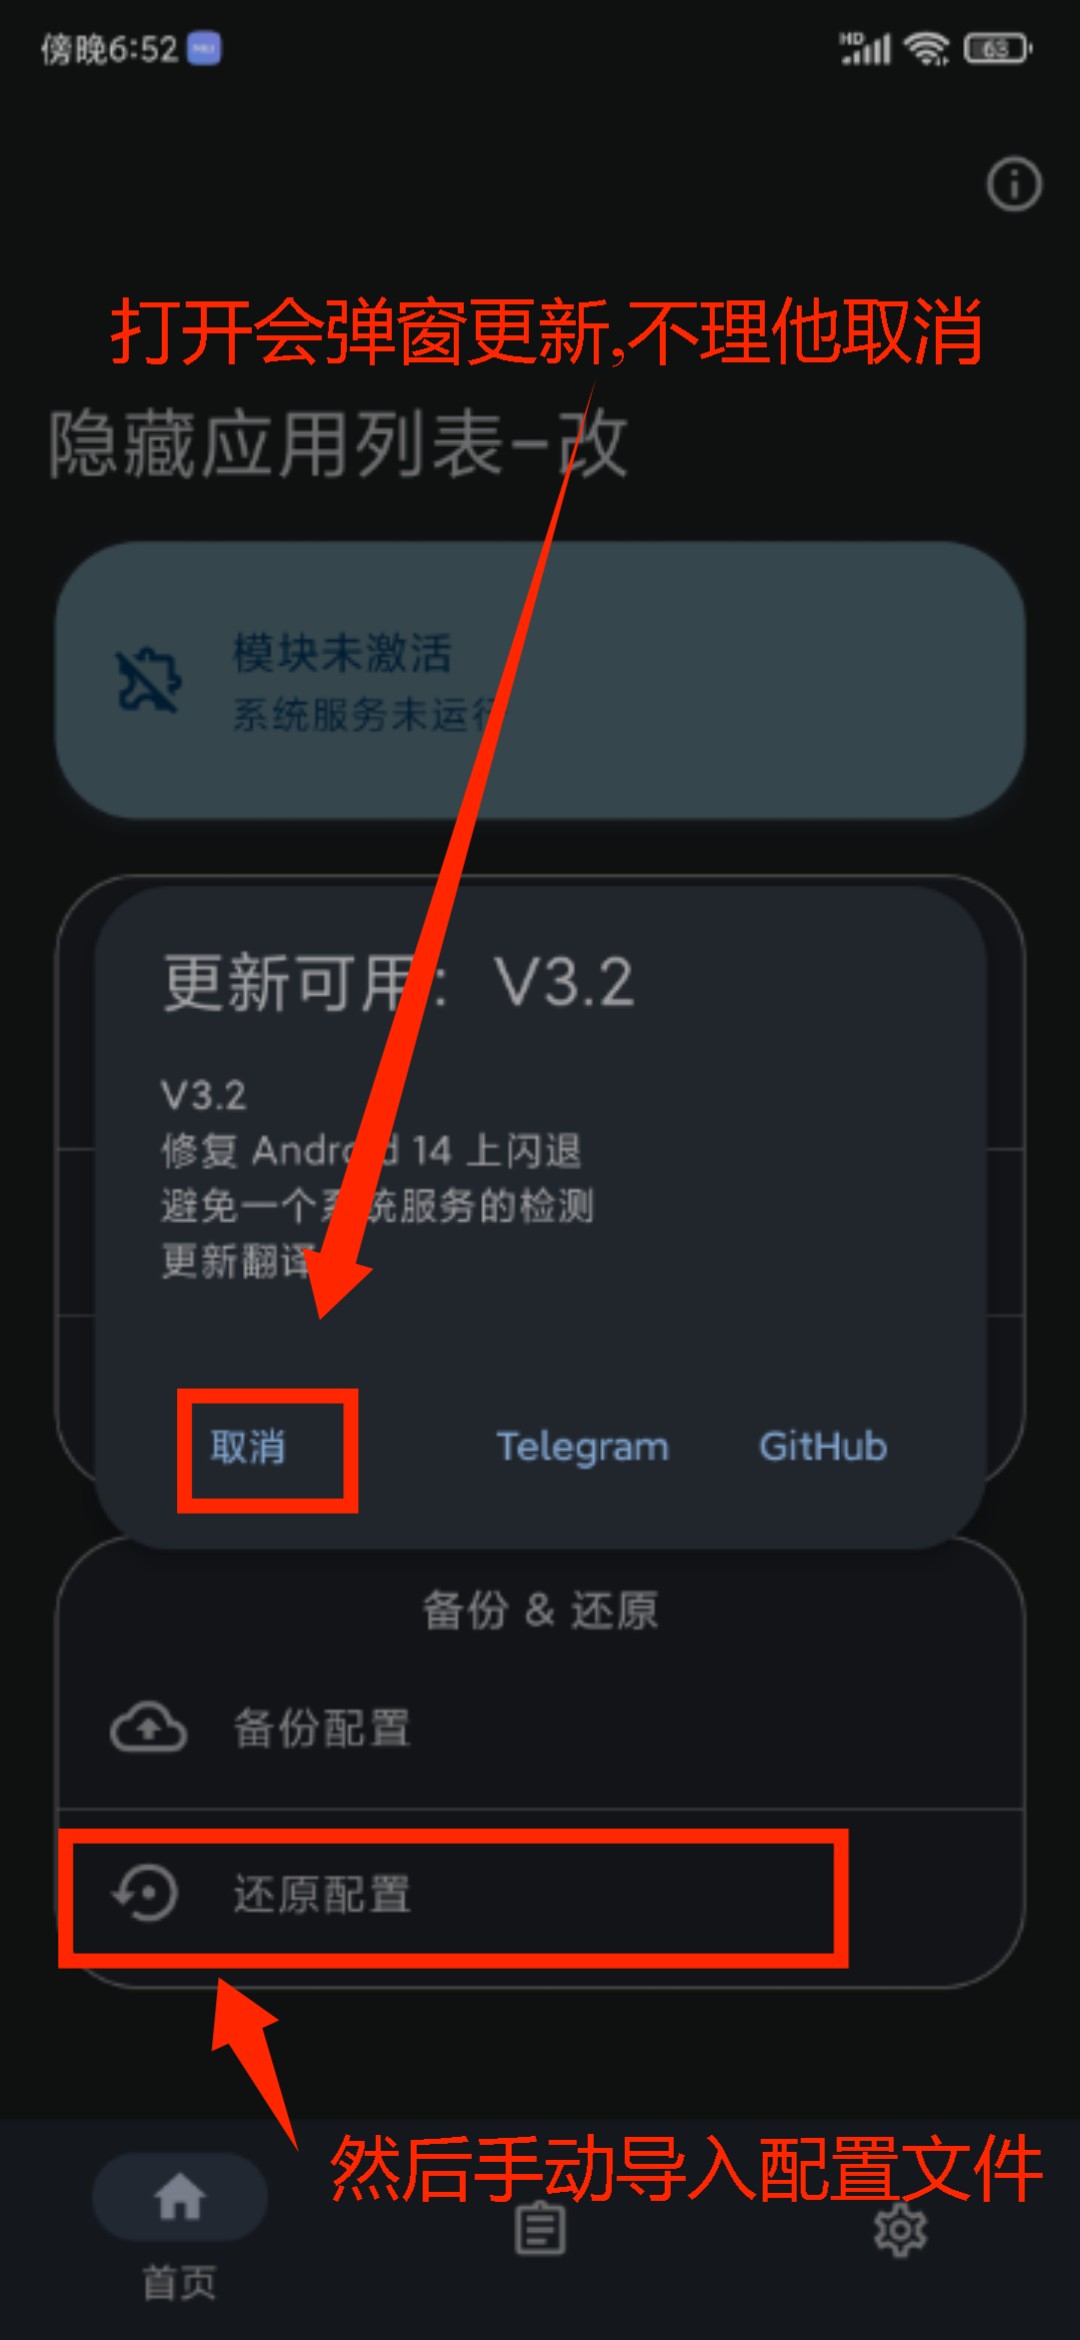 傍晚6:52
HD
63
打开会弹窗更新,不理他取消
隐藏应用列表-改
模块未激活
系统服务未运行
更新可用： V3.2
V3.2
修复 Android 14 上闪退
避免一个系统服务的检测
更新翻译
取消 Telegram GitHub
备份 & 还原
备份配置
还原配置
然后手动导入配置文件
首页